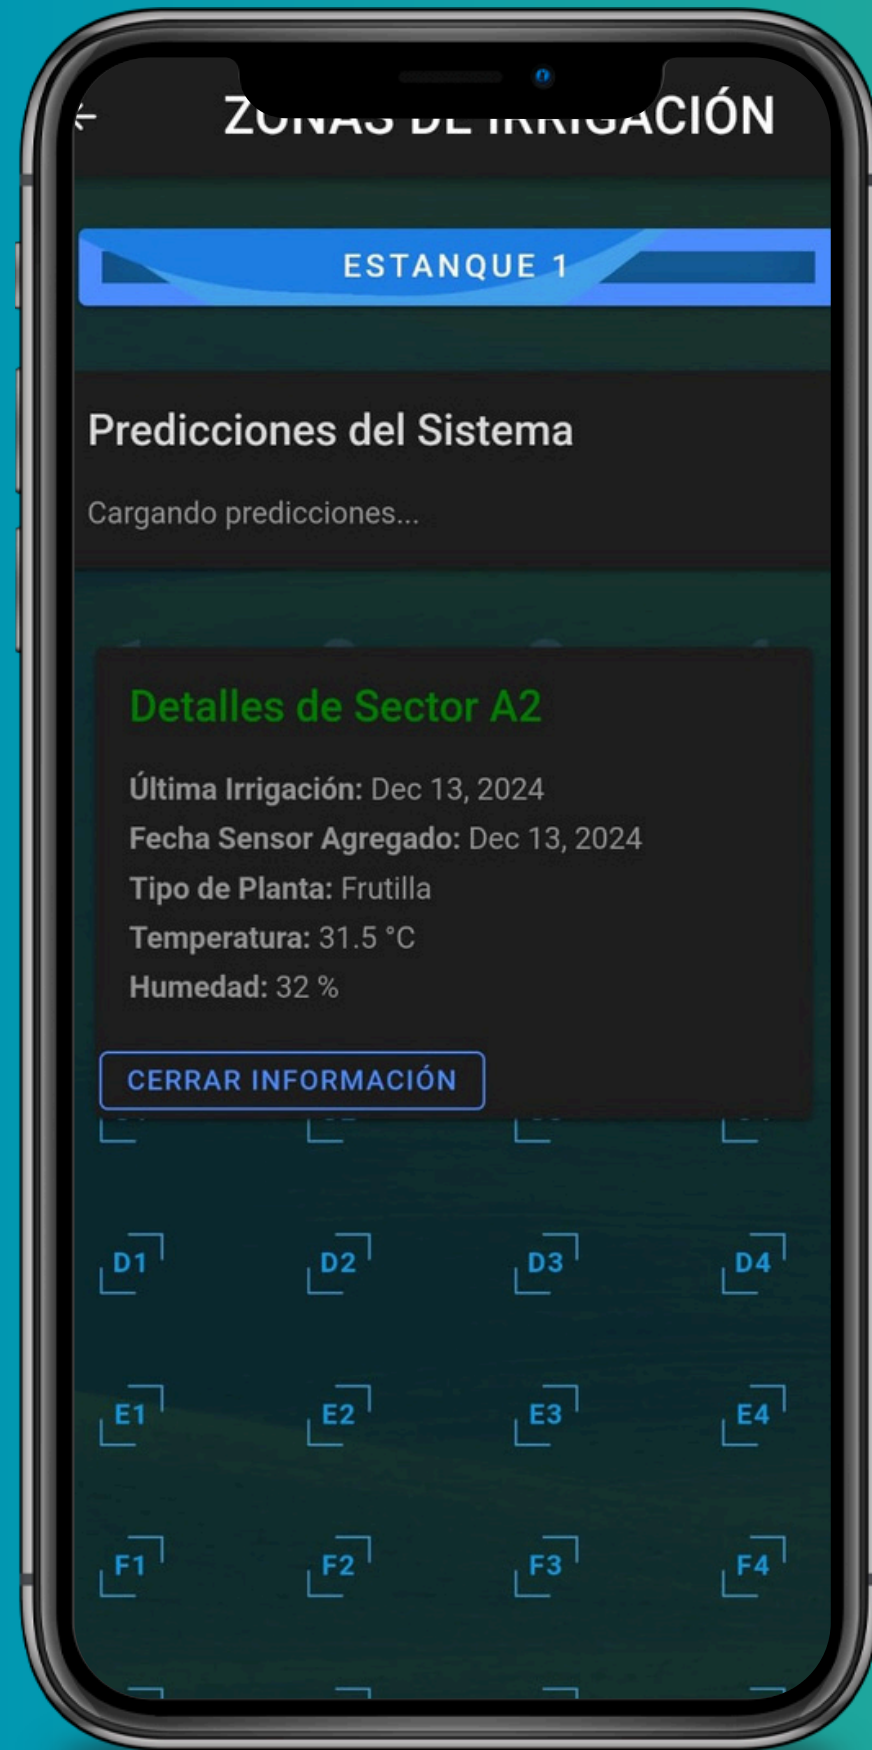 ZONAS DE IRRIGACIÓN
ESTANQUE 1
Predicciones del Sistema
Cargando predicciones...
Detalles de Sector A2
Última Irrigación: Dec 13, 2024
Fecha Sensor Agregado: Dec 13, 2024
Tipo de Planta: Frutilla
Temperatura: 31.5 °C
Humedad: 32 %
CERRAR INFORMACIÓN
D1 D2 D3 D4
E1 E2 E3 E4
F1 F2 F3 F4